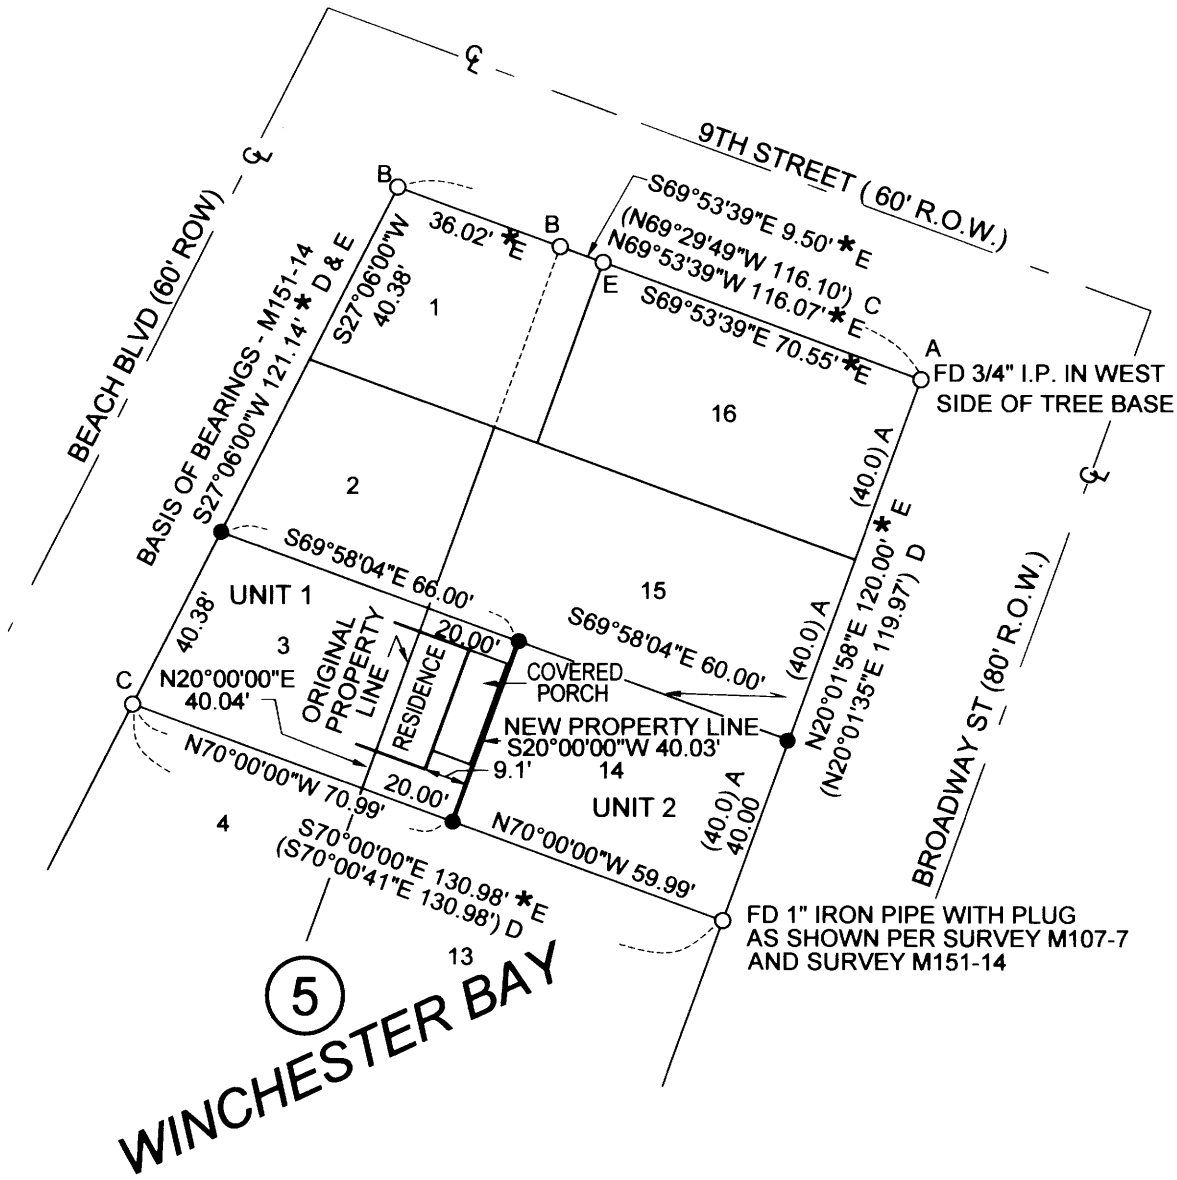 ℄
9TH STREET ( 60' R.O.W.)
℄
BEACH BLVD (60' ROW)
B
36.02' *E
B
S69°53'39"E 9.50' *E
(N69°29'49"W 116.10') C
N69°53'39"W 116.07' *E
E
S69°53'39"E 70.55' *E
A
FD 3/4" I.P. IN WEST
SIDE OF TREE BASE
BASIS OF BEARINGS - M151-14
S27°06'00"W 121.14' * D & E
S27°06'00"W
40.38'
1
16
(40.0) A
℄
2
S69°58'04"E 66.00'
15
S69°58'04"E 60.00'
(40.0) A
N20°01'58"E 120.00' * E
(N20°01'35"E 119.97') D
BROADWAY ST (80' R.O.W.)
UNIT 1
3
40.38'
C
N20°00'00"E
40.04'
ORIGINAL
PROPERTY
LINE
20.00'
RESIDENCE
COVERED
PORCH
NEW PROPERTY LINE
S20°00'00"W 40.03'
9.1'
14
UNIT 2
20.00'
(40.0) A
40.00
N70°00'00"W 70.99'
N70°00'00"W 59.99'
4
S70°00'00"E 130.98' *E
(S70°00'41"E 130.98') D
FD 1" IRON PIPE WITH PLUG
AS SHOWN PER SURVEY M107-7
AND SURVEY M151-14
13
5
WINCHESTER BAY